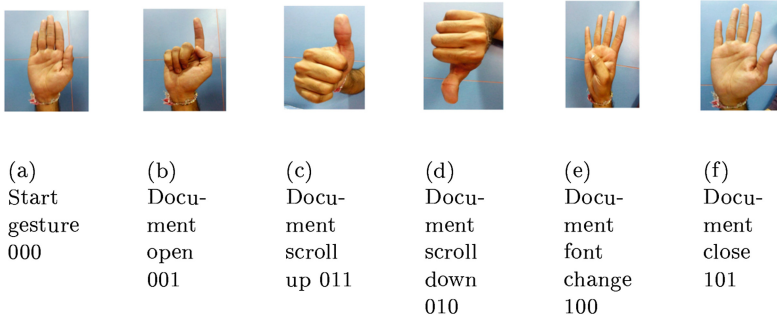 (a)
Start
gesture
000
(b)
Docu-
ment
open
001
(c)
Docu-
ment
scroll
up 011
(d)
Docu-
ment
scroll
down
010
(e)
Docu-
ment
font
change
100
(f)
Docu-
ment
close
101